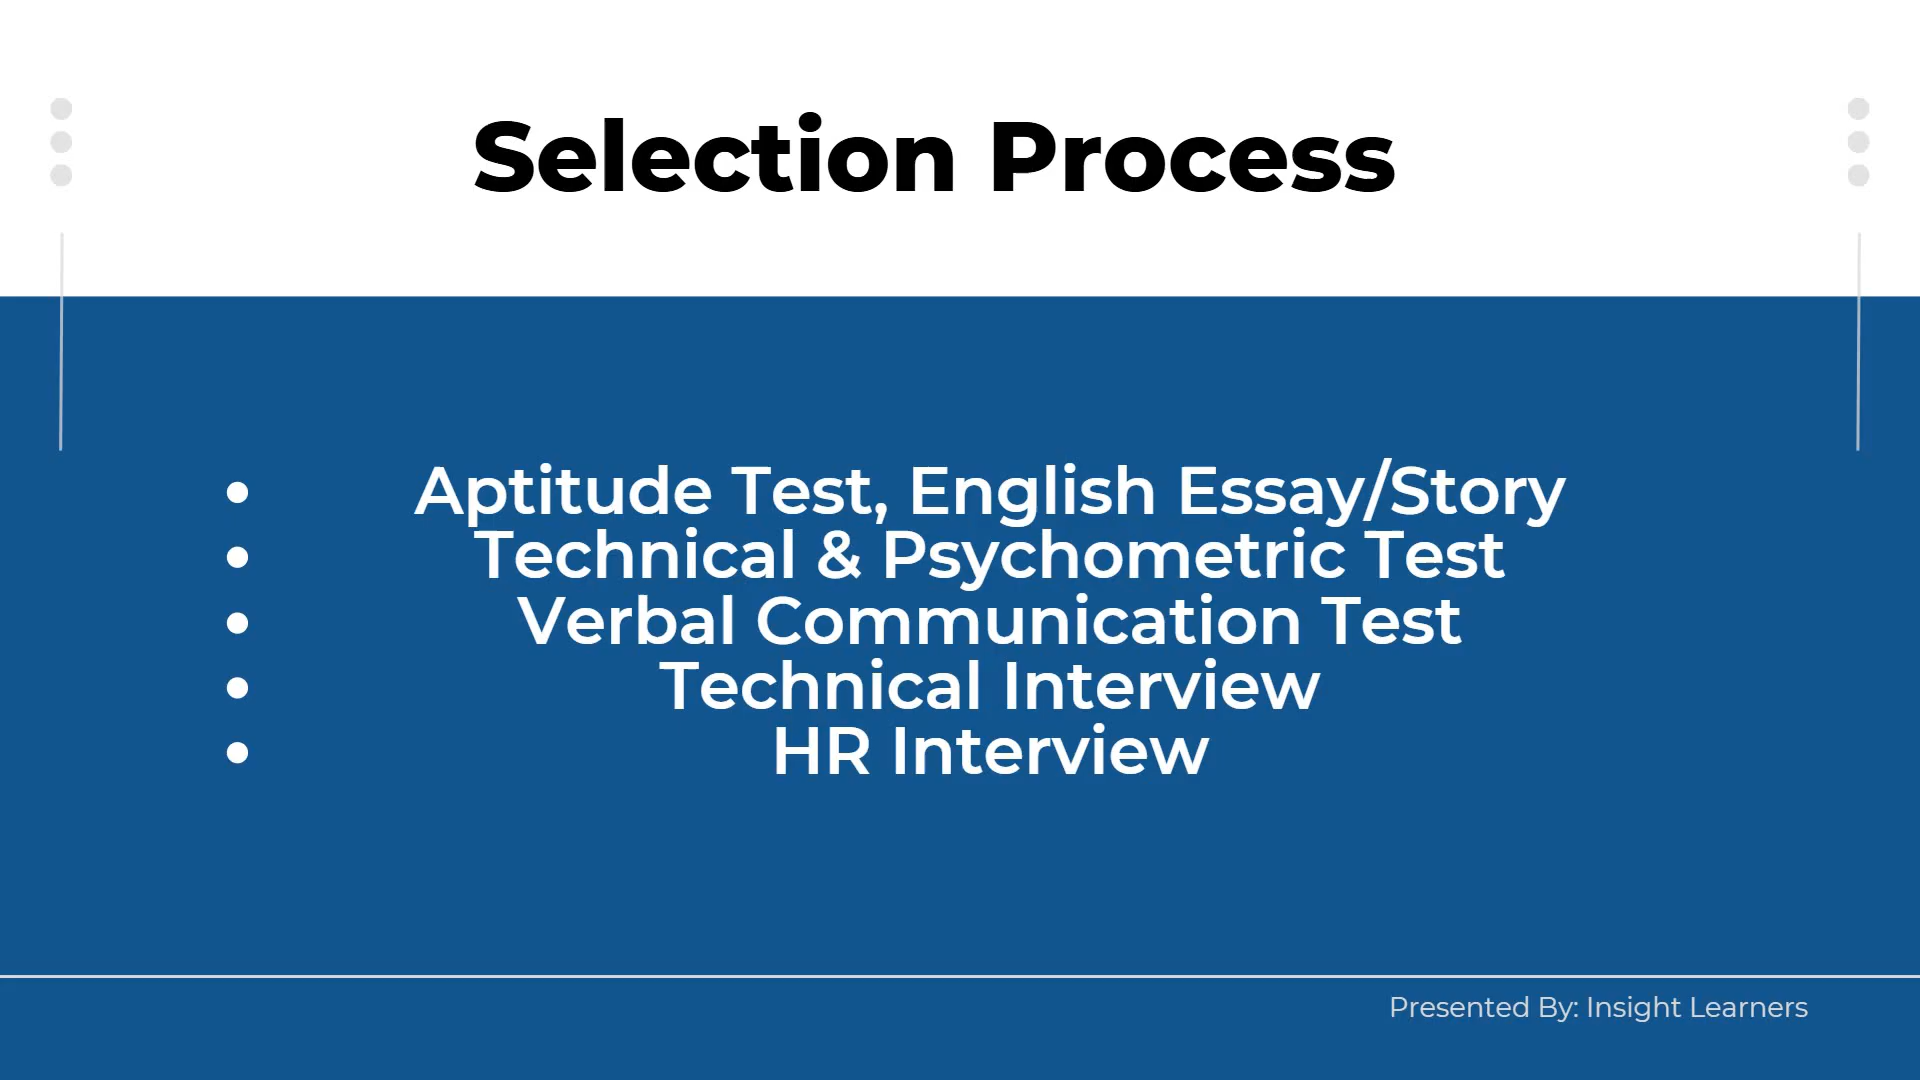 Selection Process
• Aptitude Test, English Essay/Story
• Technical & Psychometric Test
• Verbal Communication Test
• Technical Interview
• HR Interview
Presented By: Insight Learners